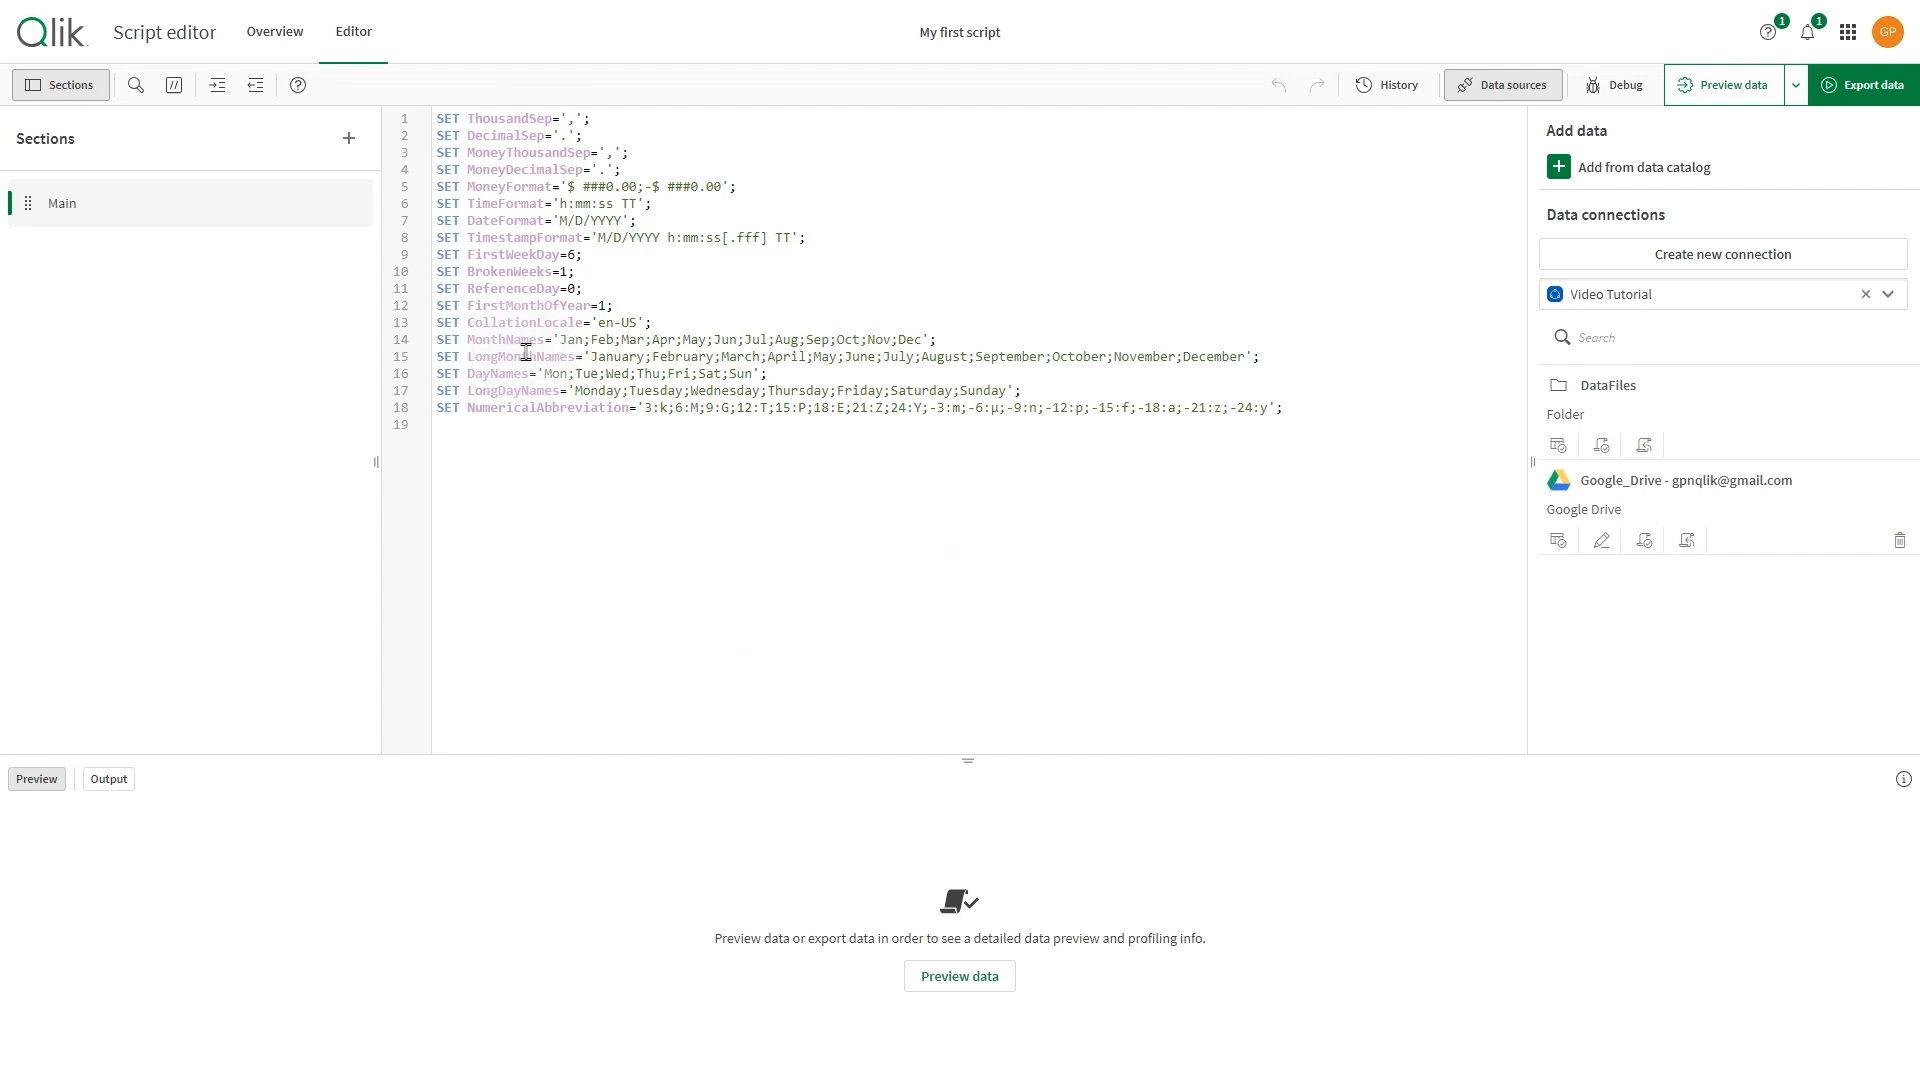 Qlik Script editor Overview Editor My first script 1 1 GP
Sections // History Data sources Debug Preview data Export data
Sections
Main
1 SET ThousandSep=',';
2 SET DecimalSep='.';
3 SET MoneyThousandSep=',';
4 SET MoneyDecimalSep='.';
5 SET MoneyFormat='$ ###0.00;-$ ###0.00';
6 SET TimeFormat='h:mm:ss TT';
7 SET DateFormat='M/D/YYYY';
8 SET TimestampFormat='M/D/YYYY h:mm:ss[.fff] TT';
9 SET FirstWeekDay=6;
10 SET BrokenWeeks=1;
11 SET ReferenceDay=0;
12 SET FirstMonthOfYear=1;
13 SET CollationLocale='en-US';
14 SET MonthNames='Jan;Feb;Mar;Apr;May;Jun;Jul;Aug;Sep;Oct;Nov;Dec';
15 SET LongMonthNames='January;February;March;April;May;June;July;August;September;October;November;December';
16 SET DayNames='Mon;Tue;Wed;Thu;Fri;Sat;Sun';
17 SET LongDayNames='Monday;Tuesday;Wednesday;Thursday;Friday;Saturday;Sunday';
18 SET NumericalAbbreviation='3:k;6:M;9:G;12:T;15:P;18:E;21:Z;24:Y;-3:m;-6:μ;-9:n;-12:p;-15:f;-18:a;-21:z;-24:y';
19
Add data
Add from data catalog
Data connections
Create new connection
Video Tutorial
Search
DataFiles
Folder
Google_Drive - gpnqlik@gmail.com
Google Drive
Preview Output
Preview data or export data in order to see a detailed data preview and profiling info.
Preview data